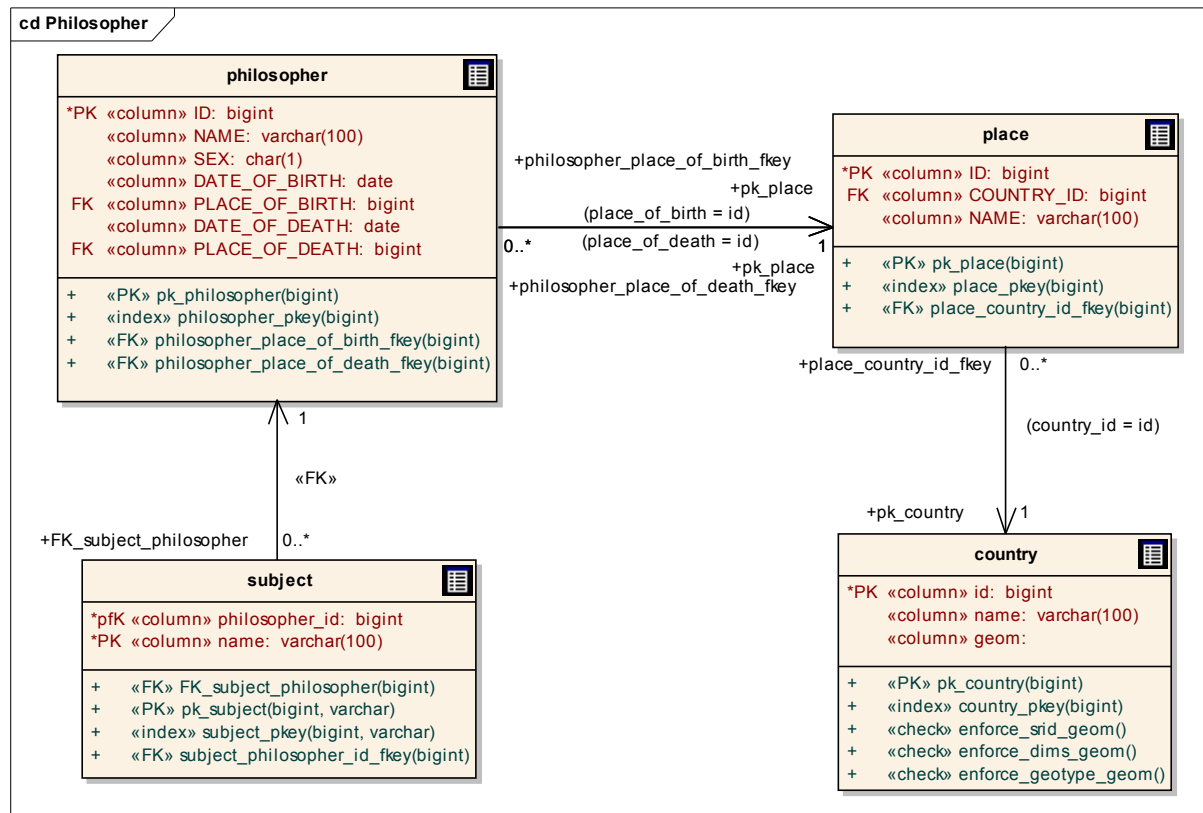 cd Philosopher
philosopher
*PK «column» ID: bigint
«column» NAME: varchar(100)
«column» SEX: char(1)
«column» DATE_OF_BIRTH: date
FK «column» PLACE_OF_BIRTH: bigint
«column» DATE_OF_DEATH: date
FK «column» PLACE_OF_DEATH: bigint
+ «PK» pk_philosopher(bigint)
+ «index» philosopher_pkey(bigint)
+ «FK» philosopher_place_of_birth_fkey(bigint)
+ «FK» philosopher_place_of_death_fkey(bigint)
+philosopher_place_of_birth_fkey
+pk_place
(place_of_birth = id)
0..*
(place_of_death = id)
1
+pk_place
+philosopher_place_of_death_fkey
place
*PK «column» ID: bigint
FK «column» COUNTRY_ID: bigint
«column» NAME: varchar(100)
+ «PK» pk_place(bigint)
+ «index» place_pkey(bigint)
+ «FK» place_country_id_fkey(bigint)
+place_country_id_fkey
0..*
(country_id = id)
+pk_country
1
1
«FK»
+FK_subject_philosopher
0..*
subject
*pfK «column» philosopher_id: bigint
*PK «column» name: varchar(100)
+ «FK» FK_subject_philosopher(bigint)
+ «PK» pk_subject(bigint, varchar)
+ «index» subject_pkey(bigint, varchar)
+ «FK» subject_philosopher_id_fkey(bigint)
country
*PK «column» id: bigint
«column» name: varchar(100)
«column» geom:
+ «PK» pk_country(bigint)
+ «index» country_pkey(bigint)
+ «check» enforce_srid_geom()
+ «check» enforce_dims_geom()
+ «check» enforce_geotype_geom()